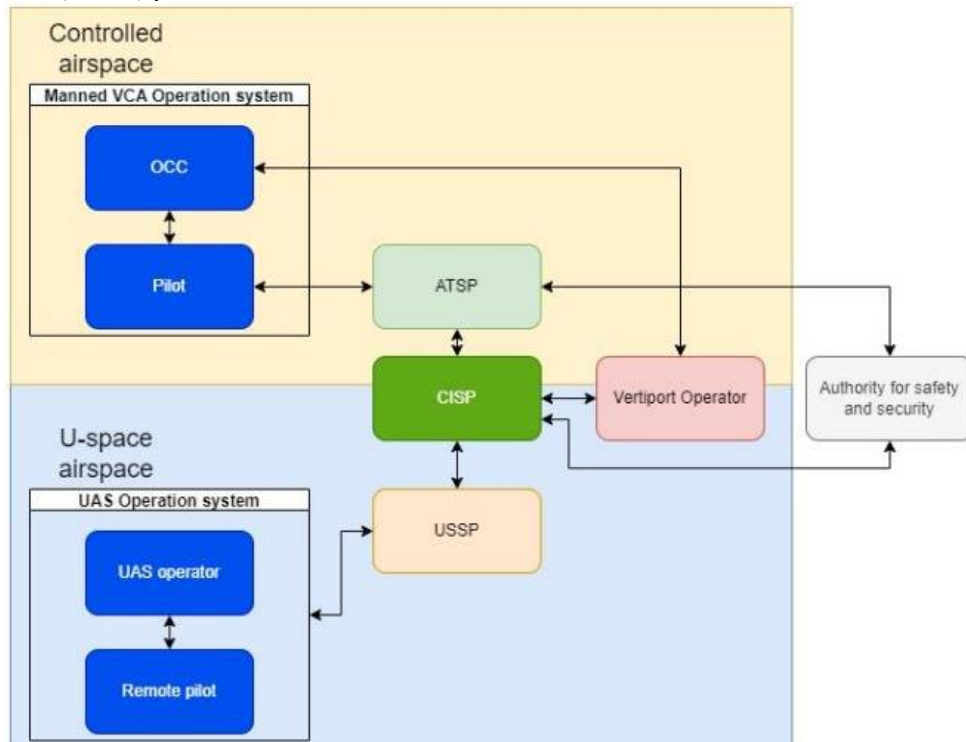 Controlled
airspace
Manned VCA Operation system
OCC
Pilot
ATSP
CISP
Vertiport Operator
Authority for safety
and security
U-space
airspace
UAS Operation system
USSP
UAS operator
Remote pilot